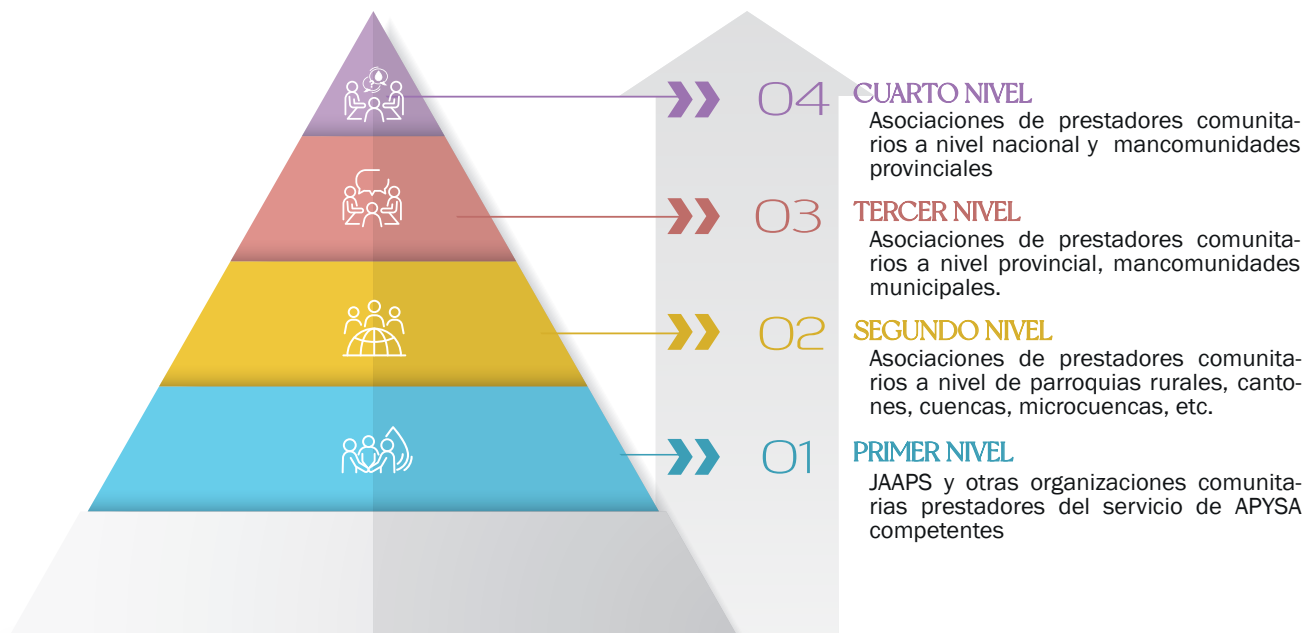 04 CUARTO NIVEL
Asociaciones de prestadores comunita-
rios a nivel nacional y mancomunidades
provinciales
03 TERCER NIVEL
Asociaciones de prestadores comunita-
rios a nivel provincial, mancomunidades
municipales.
02 SEGUNDO NIVEL
Asociaciones de prestadores comunita-
rios a nivel de parroquias rurales, canto-
nes, cuencas, microcuencas, etc.
01 PRIMER NIVEL
JAAPS y otras organizaciones comunita-
rias prestadores del servicio de APYSA
competentes